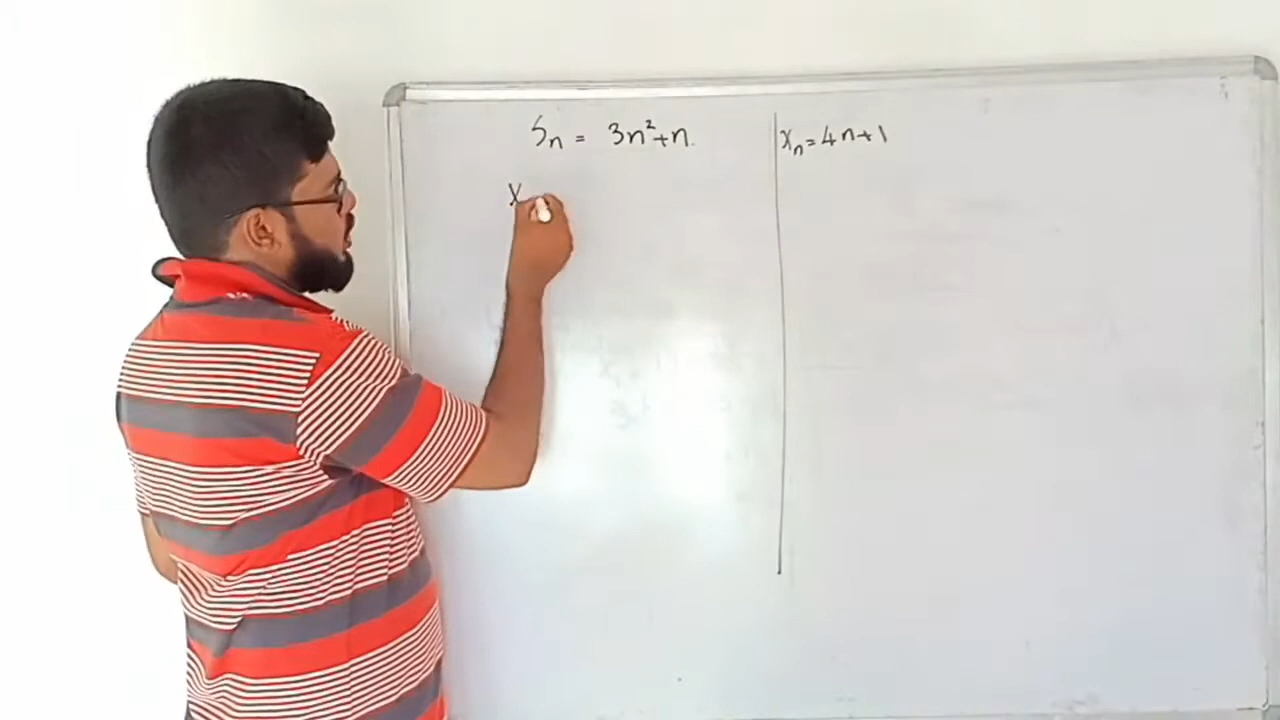 Sn = 3n²+n.
xn = 4n+1
x